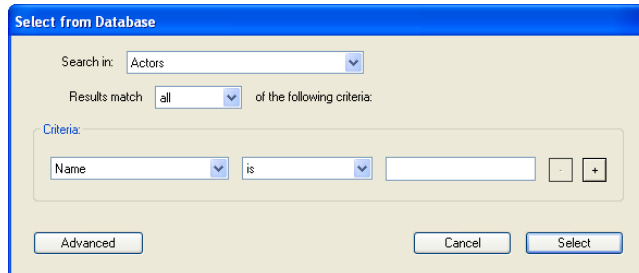 Select from Database
Search in: Actors
Results match all of the following criteria:
Criteria:
Name is - +
Advanced Cancel Select